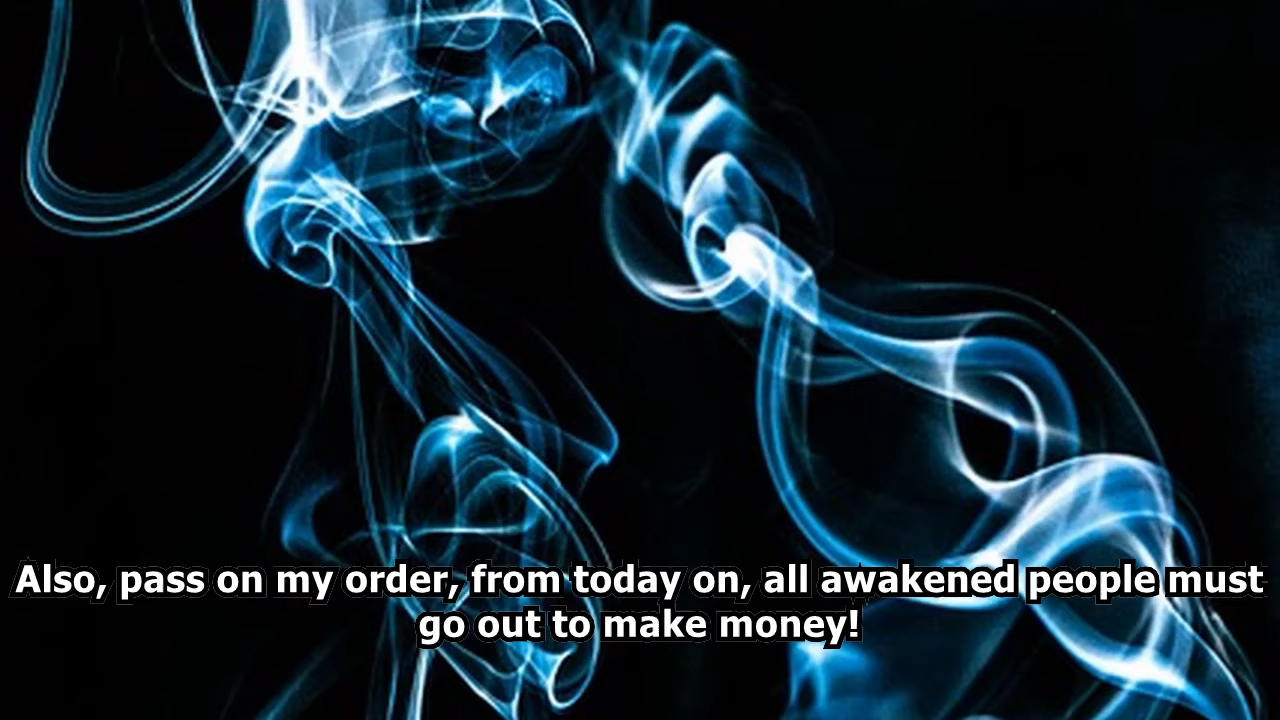 Also, pass on my order, from today on, all awakened people must
go out to make money!